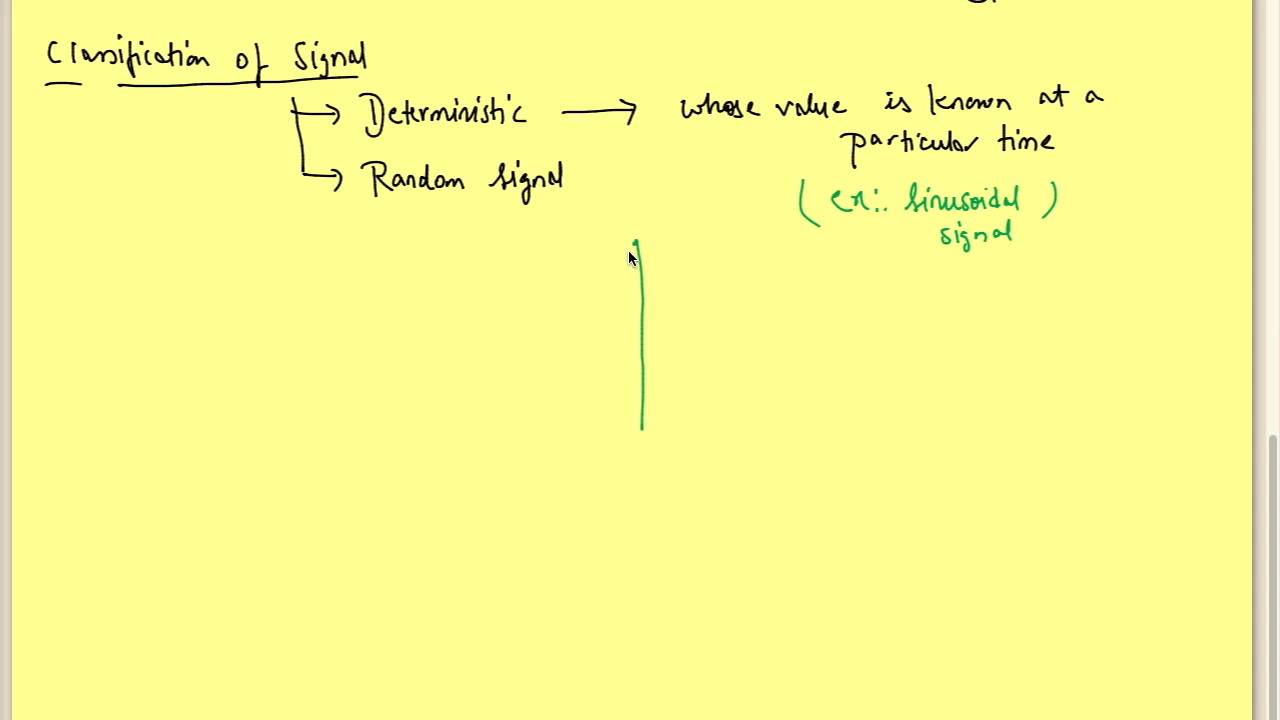 Classification of Signal
Deterministic → whose value is known at a
particular time
Random signal
(ex:. sinusoidal)
signal